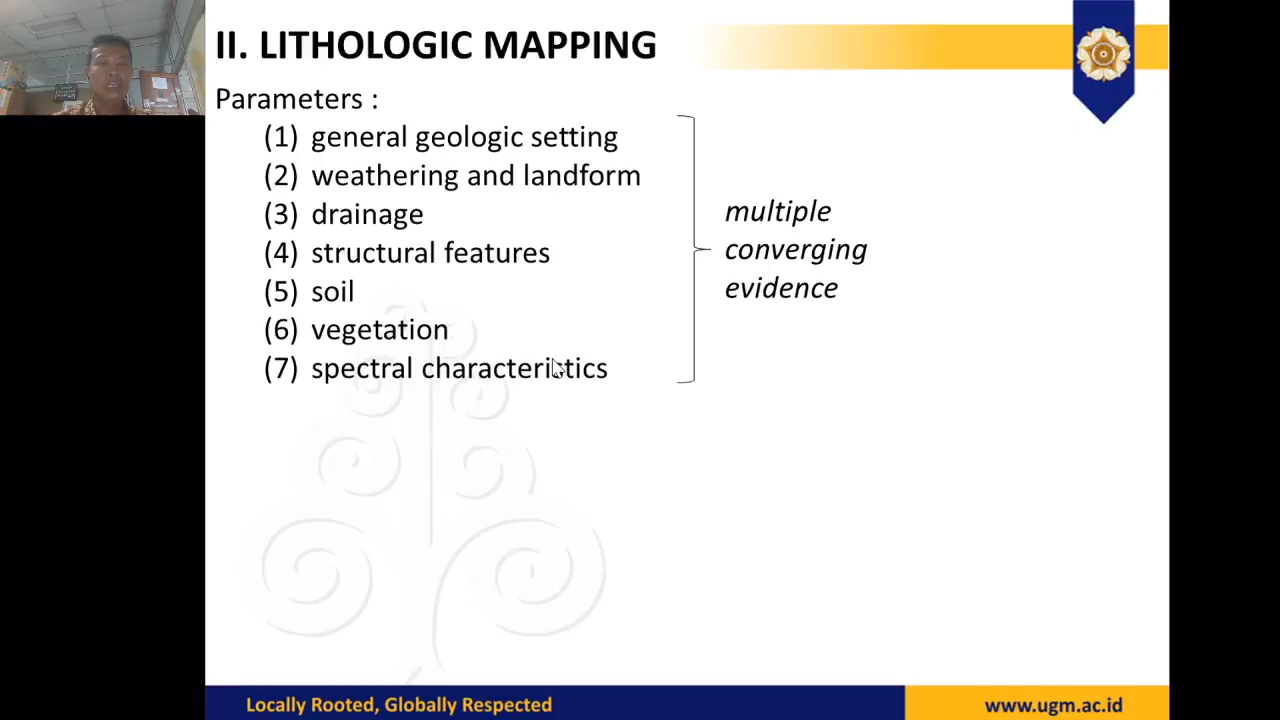 II. LITHOLOGIC MAPPING
Parameters :
(1) general geologic setting
(2) weathering and landform
(3) drainage
(4) structural features
(5) soil
(6) vegetation
(7) spectral characteristics
multiple
converging
evidence
Locally Rooted, Globally Respected
www.ugm.ac.id